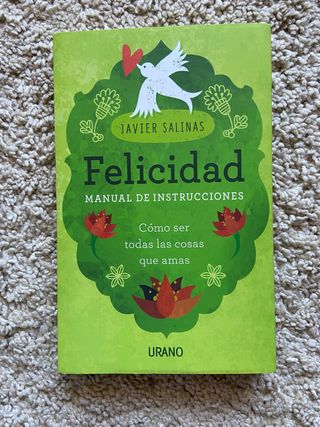 JAVIER SALINAS
Felicidad
MANUAL DE INSTRUCCIONES
Cómo ser
todas las cosas
que amas
URANO